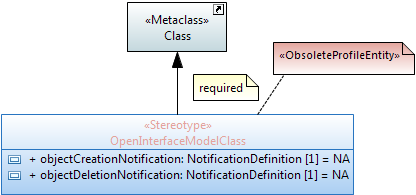 «Metaclass»
Class
«ObsoleteProfileEntity»
required
«Stereotype»
OpenInterfaceModelClass
+ objectCreationNotification: NotificationDefinition [1] = NA
+ objectDeletionNotification: NotificationDefinition [1] = NA